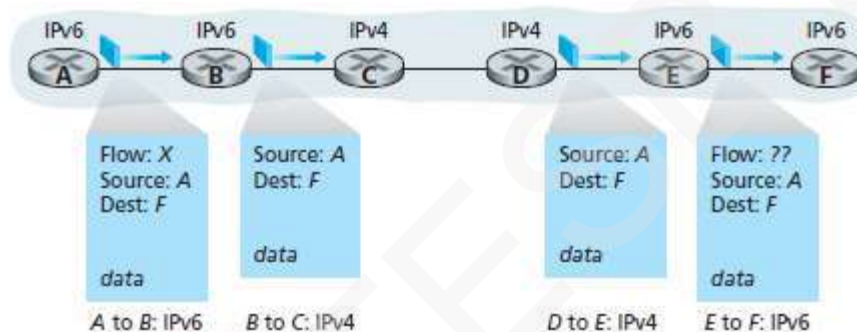 IPv6 IPv6 IPv4 IPv4 IPv6 IPv6
A B C D E F
Flow: X
Source: A
Dest: F
data
Source: A
Dest: F
data
Source: A
Dest: F
data
Flow: ??
Source: A
Dest: F
data
A to B: IPv6 B to C: IPv4 D to E: IPv4 E to F: IPv6